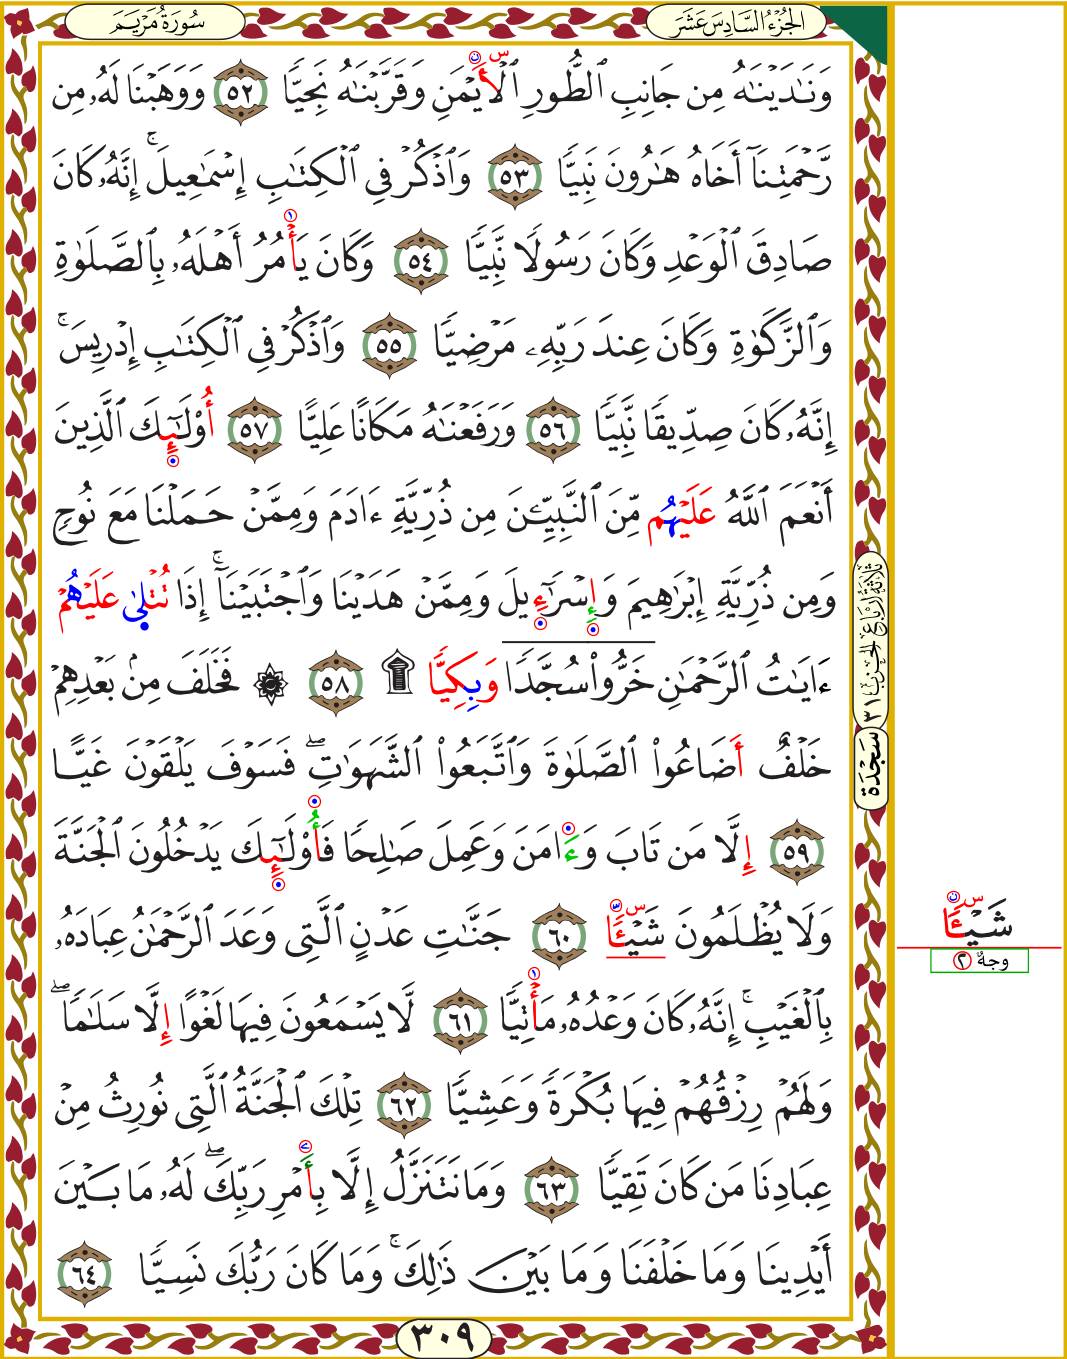 سُورَةُ مَرْيَم
الجُزْءُ السَّادِسَ عَشَرَ
وَنَـٰدَيْنَـٰهُ مِن جَانِبِ ٱلطُّورِ ٱلْأَيْمَنِ وَقَرَّبْنَـٰهُ نَجِيًّا ٥٢ وَوَهَبْنَا لَهُۥ مِن
رَّحْمَتِنَآ أَخَاهُ هَـٰرُونَ نَبِيًّا ٥٣ وَٱذْكُرْ فِى ٱلْكِتَـٰبِ إِسْمَـٰعِيلَ ۚ إِنَّهُۥ كَانَ
صَادِقَ ٱلْوَعْدِ وَكَانَ رَسُولًا نَّبِيًّا ٥٤ وَكَانَ يَأْمُرُ أَهْلَهُۥ بِٱلصَّلَوٰةِ
وَٱلزَّكَوٰةِ وَكَانَ عِندَ رَبِّهِۦ مَرْضِيًّا ٥٥ وَٱذْكُرْ فِى ٱلْكِتَـٰبِ إِدْرِيسَ ۚ
إِنَّهُۥ كَانَ صِدِّيقًا نَّبِيًّا ٥٦ وَرَفَعْنَـٰهُ مَكَانًا عَلِيًّا ٥٧ أُو۟لَـٰٓئِكَ ٱلَّذِينَ
أَنْعَمَ ٱللَّهُ عَلَيْهُم مِّنَ ٱلنَّبِيِّـۧنَ مِن ذُرِّيَّةِ ءَادَمَ وَمِمَّنْ حَمَلْنَا مَعَ نُوحٍ
وَمِن ذُرِّيَّةِ إِبْرَٰهِيمَ وَإِسْرَٰٓءِيلَ وَمِمَّنْ هَدَيْنَا وَٱجْتَبَيْنَآ ۚ إِذَا تُتْلَىٰ عَلَيْهُمْ
ءَايَـٰتُ ٱلرَّحْمَـٰنِ خَرُّوا۟ سُجَّدًا وَبِكِيًّا ۩ ٥٨ ۞ فَخَلَفَ مِنۢ بَعْدِهِمْ
خَلْفٌ أَضَاعُوا۟ ٱلصَّلَوٰةَ وَٱتَّبَعُوا۟ ٱلشَّهَوَٰتِ ۖ فَسَوْفَ يَلْقَوْنَ غَيًّا
٥٩ إِلَّا مَن تَابَ وَءَامَنَ وَعَمِلَ صَـٰلِحًا فَأُو۟لَـٰٓئِكَ يَدْخُلُونَ ٱلْجَنَّةَ
وَلَا يُظْلَمُونَ شَيْـًٔا ٦٠ جَنَّـٰتِ عَدْنٍ ٱلَّتِى وَعَدَ ٱلرَّحْمَـٰنُ عِبَادَهُۥ
بِٱلْغَيْبِ ۚ إِنَّهُۥ كَانَ وَعْدُهُۥ مَأْتِيًّا ٦١ لَّا يَسْمَعُونَ فِيهَا لَغْوًا إِلَّا سَلَـٰمًا ۖ
وَلَهُمْ رِزْقُهُمْ فِيهَا بُكْرَةً وَعَشِيًّا ٦٢ تِلْكَ ٱلْجَنَّةُ ٱلَّتِى نُورِثُ مِنْ
عِبَادِنَا مَن كَانَ تَقِيًّا ٦٣ وَمَا نَتَنَزَّلُ إِلَّا بِأَمْرِ رَبِّكَ ۖ لَهُۥ مَا بَيْنَ
أَيْدِينَا وَمَا خَلْفَنَا وَمَا بَيْنَ ذَٰلِكَ ۚ وَمَا كَانَ رَبُّكَ نَسِيًّا ٦٤
ثلاثة أرباع الحزب ٣١
سَجْدَة
شَيْـًٔا
وجهٌ ٢
٣٠٩